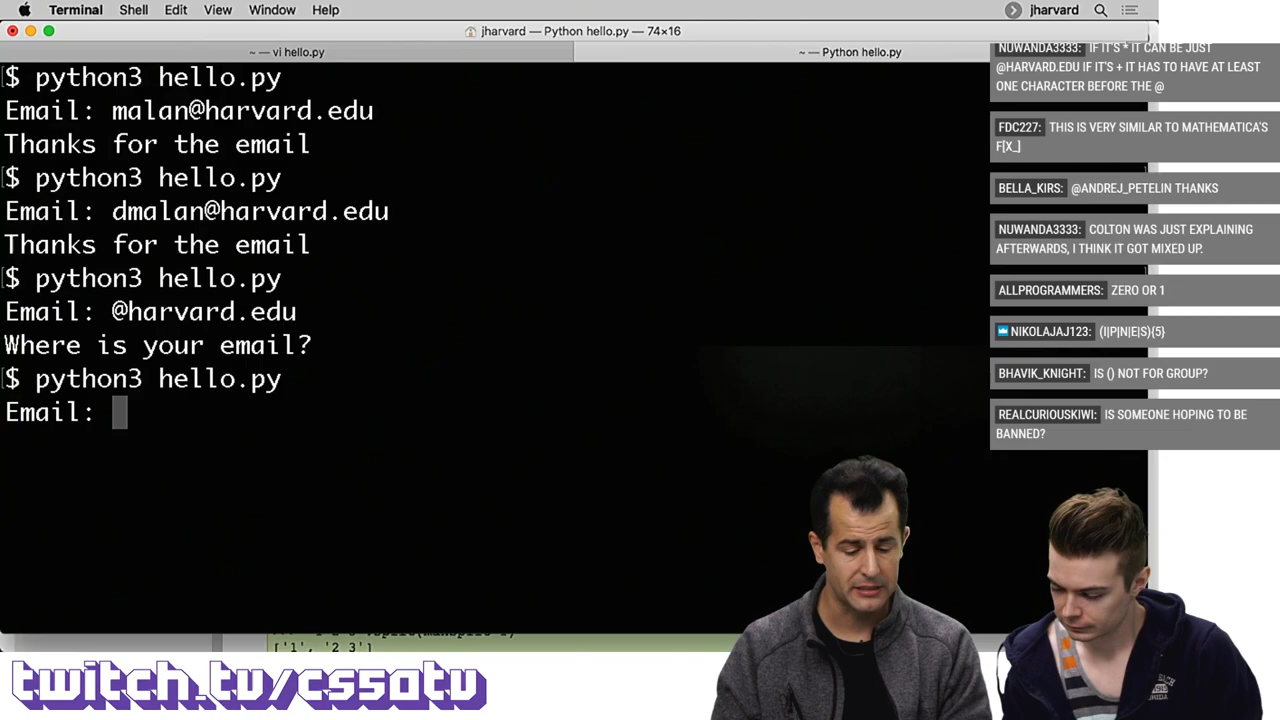 Terminal Shell Edit View Window Help jharvard
jharvard — Python hello.py — 74×16
~ — vi hello.py ~ — Python hello.py
$ python3 hello.py
Email: malan@harvard.edu
Thanks for the email
$ python3 hello.py
Email: dmalan@harvard.edu
Thanks for the email
$ python3 hello.py
Email: @harvard.edu
Where is your email?
$ python3 hello.py
Email:
NUWANDA3333: IF IT'S * IT CAN BE JUST
@HARVARD.EDU IF IT'S + IT HAS TO HAVE AT LEAST
ONE CHARACTER BEFORE THE @
FDC227: THIS IS VERY SIMILAR TO MATHEMATICA'S
F[X_]
BELLA_KIRS: @ANDREJ_PETELIN THANKS
NUWANDA3333: COLTON WAS JUST EXPLAINING
AFTERWARDS, I THINK IT GOT MIXED UP.
ALLPROGRAMMERS: ZERO OR 1
NIKOLAJAJ123: (I|P|N|E|S){5}
BHAVIK_KNIGHT: IS () NOT FOR GROUP?
REALCURIOUSKIWI: IS SOMEONE HOPING TO BE
BANNED?
['1', '2 3']
twitch.tv/cs50tv